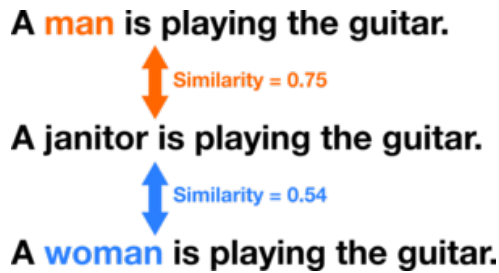 A man is playing the guitar.
Similarity = 0.75
A janitor is playing the guitar.
Similarity = 0.54
A woman is playing the guitar.